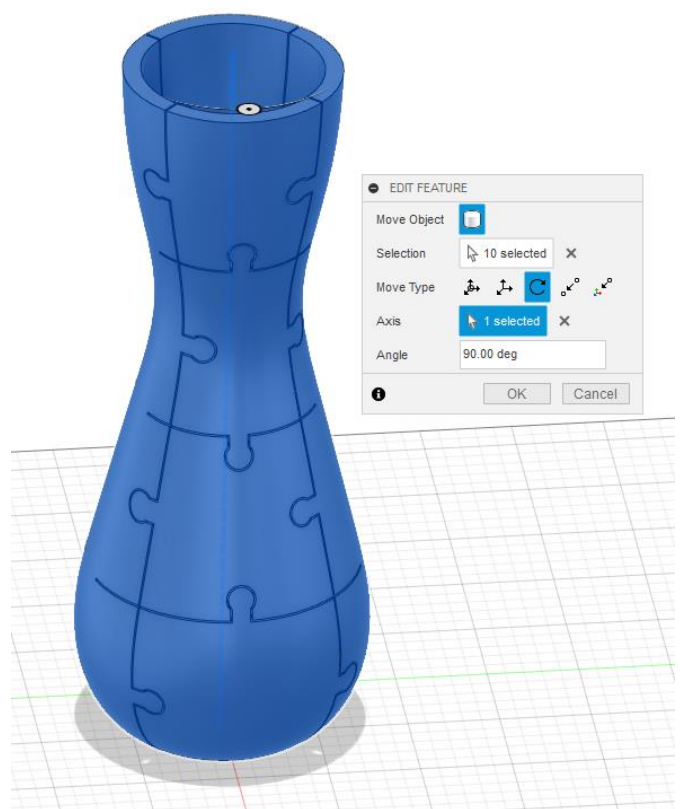 EDIT FEATURE
Move Object
Selection 10 selected
Move Type
Axis 1 selected
Angle 90.00 deg
OK Cancel